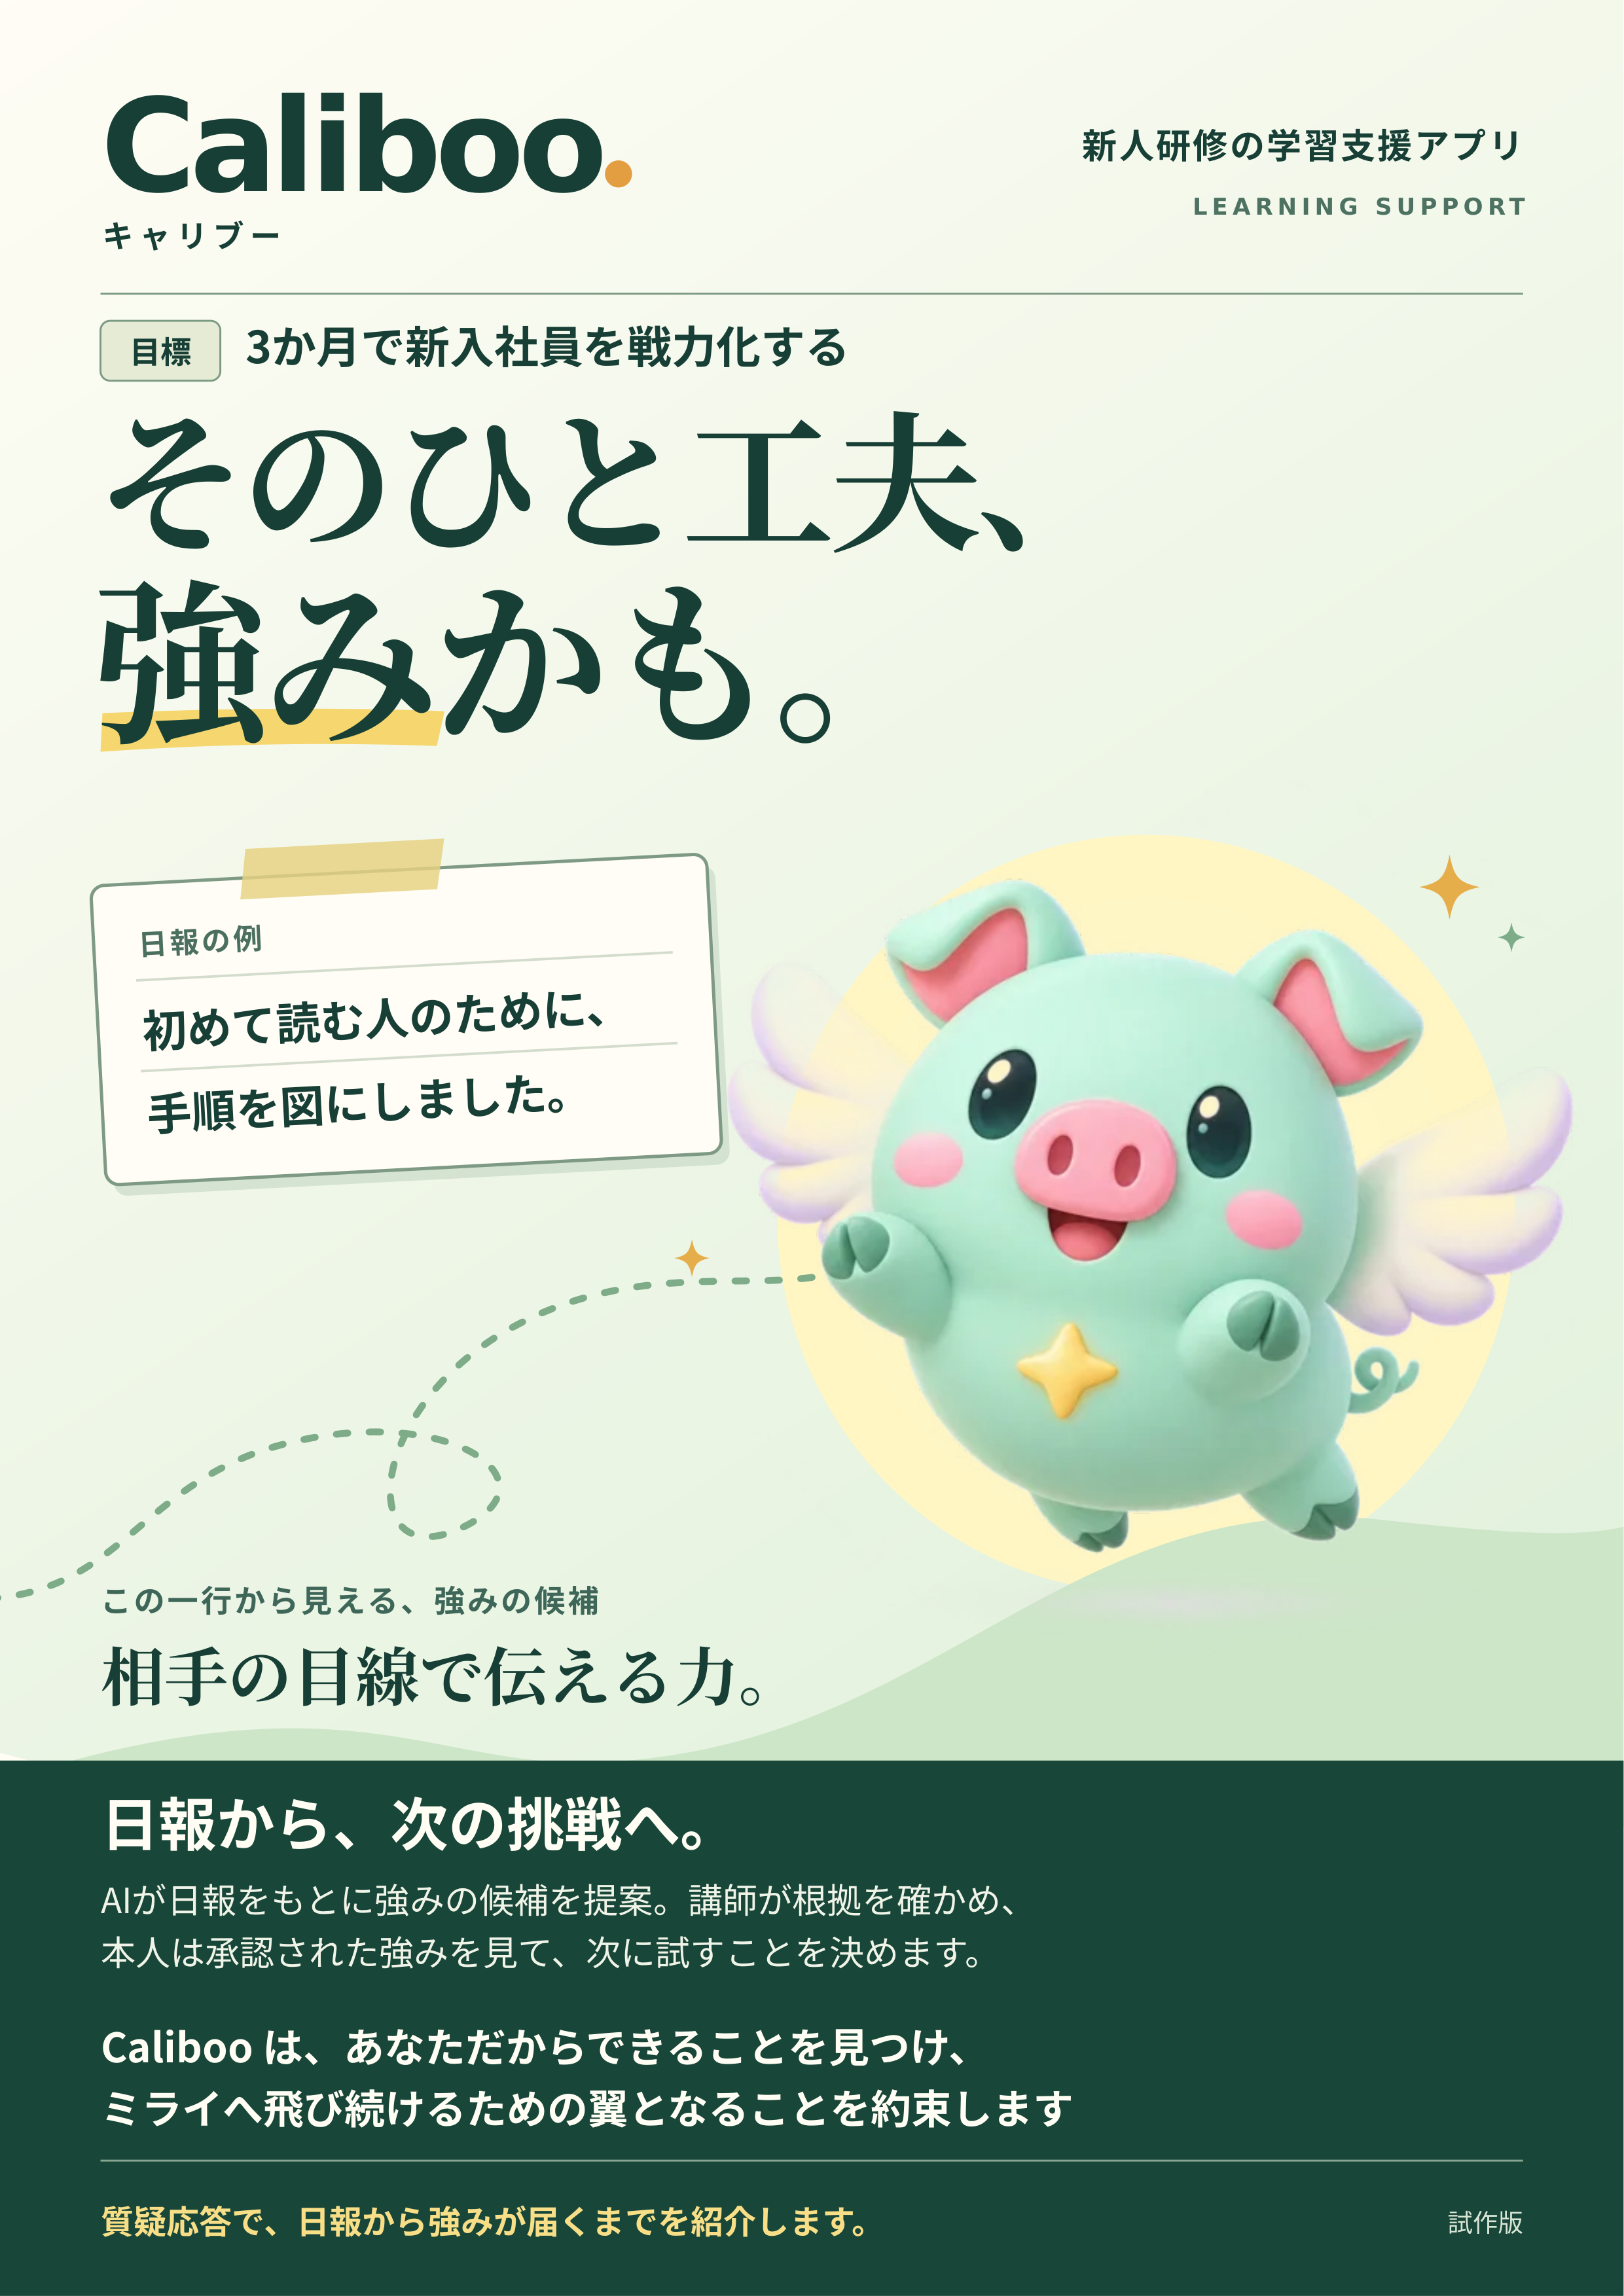 Caliboo.
キャリブー
新人研修の学習支援アプリ
LEARNING SUPPORT
目標 3か月で新入社員を戦力化する
そのひと工夫、
強みかも。
日報の例
初めて読む人のために、
手順を図にしました。
この一行から見える、強みの候補
相手の目線で伝える力。
日報から、次の挑戦へ。
AIが日報をもとに強みの候補を提案。講師が根拠を確かめ、
本人は承認された強みを見て、次に試すことを決めます。
Caliboo は、あなただからできることを見つけ、
ミライへ飛び続けるための翼となることを約束します
質疑応答で、日報から強みが届くまでを紹介します。
試作版